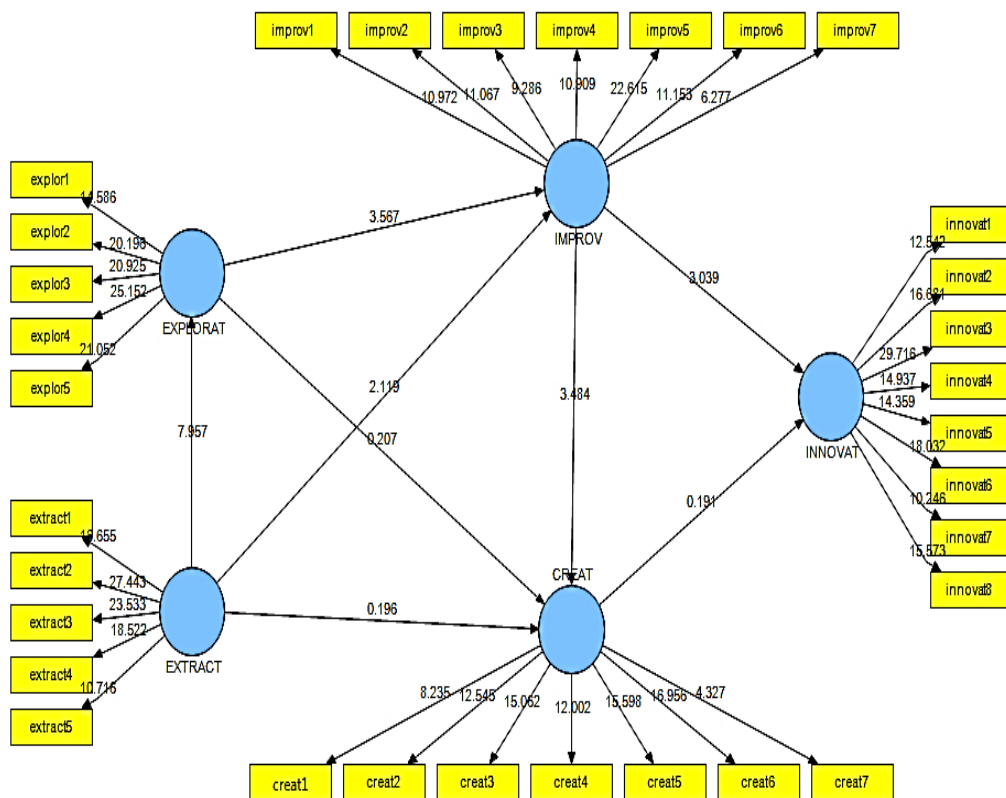 improv1
improv2
improv3
improv4
improv5
improv6
improv7
10.972
11.067
9.286
10.909
22.615
11.153
6.277
IMPROV
explor1
explor2
explor3
explor4
explor5
14.586
20.196
20.925
25.152
21.052
EXPLORAT
3.567
2.119
0.207
7.957
3.484
3.039
0.191
0.196
extract1
extract2
extract3
extract4
extract5
27.443
23.533
18.522
10.716
EXTRACT
innovat1
innovat2
innovat3
innovat4
innovat5
innovat6
innovat7
innovat8
12.542
16.681
29.716
14.937
14.359
18.032
10.246
15.573
INNOVAT
CREAT
8.235
12.545
15.062
12.002
15.598
16.956
4.327
creat1
creat2
creat3
creat4
creat5
creat6
creat7